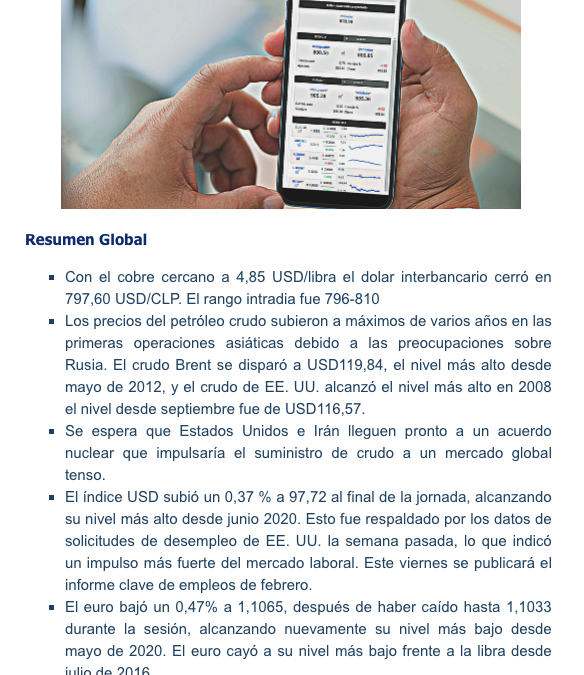 Resumen Global
Con el cobre cercano a 4,85 USD/libra el dolar interbancario cerró en
797,60 USD/CLP. El rango intradia fue 796-810
Los precios del petróleo crudo subieron a máximos de varios años en las
primeras operaciones asiáticas debido a las preocupaciones sobre
Rusia. El crudo Brent se disparó a USD119,84, el nivel más alto desde
mayo de 2012, y el crudo de EE. UU. alcanzó el nivel más alto en 2008
el nivel desde septiembre fue de USD116,57.
Se espera que Estados Unidos e Irán lleguen pronto a un acuerdo
nuclear que impulsaría el suministro de crudo a un mercado global
tenso.
El índice USD subió un 0,37 % a 97,72 al final de la jornada, alcanzando
su nivel más alto desde junio 2020. Esto fue respaldado por los datos de
solicitudes de desempleo de EE. UU. la semana pasada, lo que indicó
un impulso más fuerte del mercado laboral. Este viernes se publicará el
informe clave de empleos de febrero.
El euro bajó un 0,47% a 1,1065, después de haber caído hasta 1,1033
durante la sesión, alcanzando nuevamente su nivel más bajo desde
mayo de 2020. El euro cayó a su nivel más bajo frente a la libra desde
julio de 2016